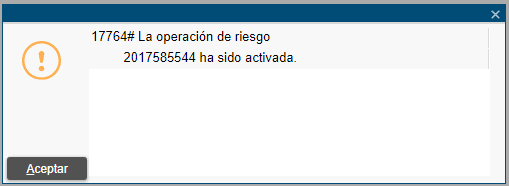 17764# La operación de riesgo
2017585544 ha sido activada.
Aceptar